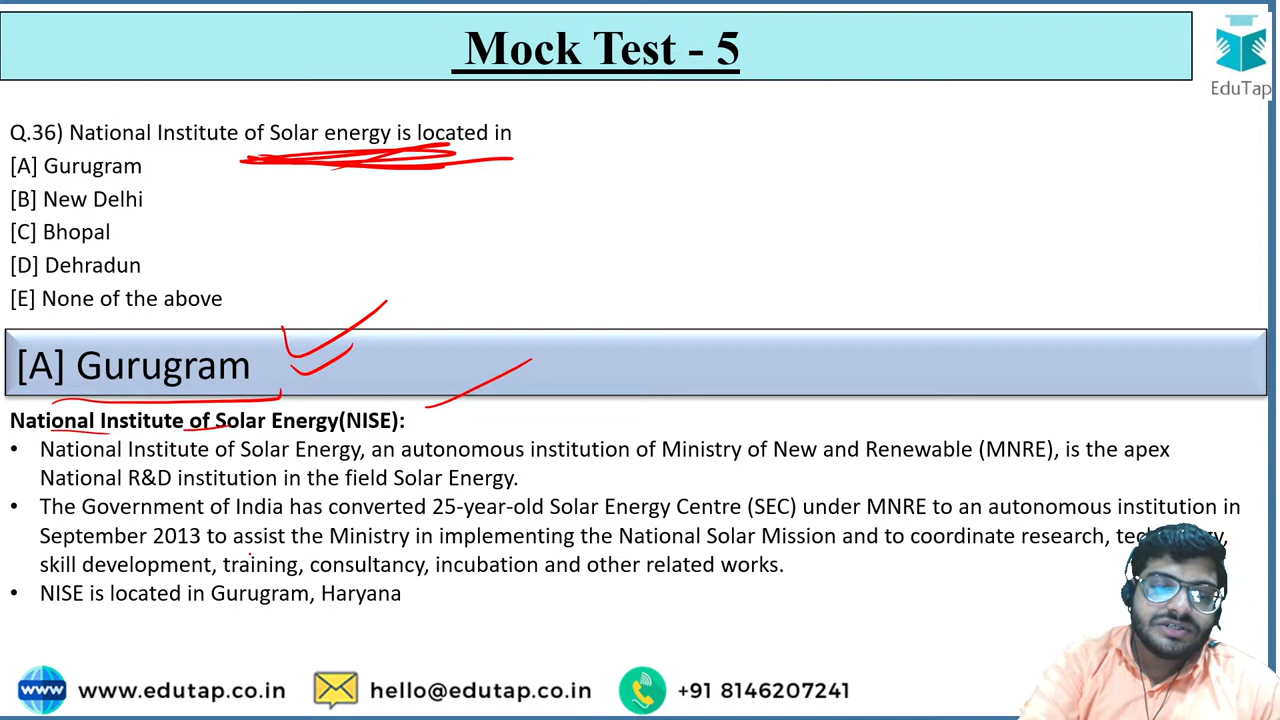 Mock Test - 5
EduTap
Q.36) National Institute of Solar energy is located in
[A] Gurugram
[B] New Delhi
[C] Bhopal
[D] Dehradun
[E] None of the above
[A] Gurugram
National Institute of Solar Energy(NISE):
• National Institute of Solar Energy, an autonomous institution of Ministry of New and Renewable (MNRE), is the apex
National R&D institution in the field Solar Energy.
• The Government of India has converted 25-year-old Solar Energy Centre (SEC) under MNRE to an autonomous institution in
September 2013 to assist the Ministry in implementing the National Solar Mission and to coordinate research,
skill development, training, consultancy, incubation and other related works.
• NISE is located in Gurugram, Haryana
www www.edutap.co.in hello@edutap.co.in +91 8146207241